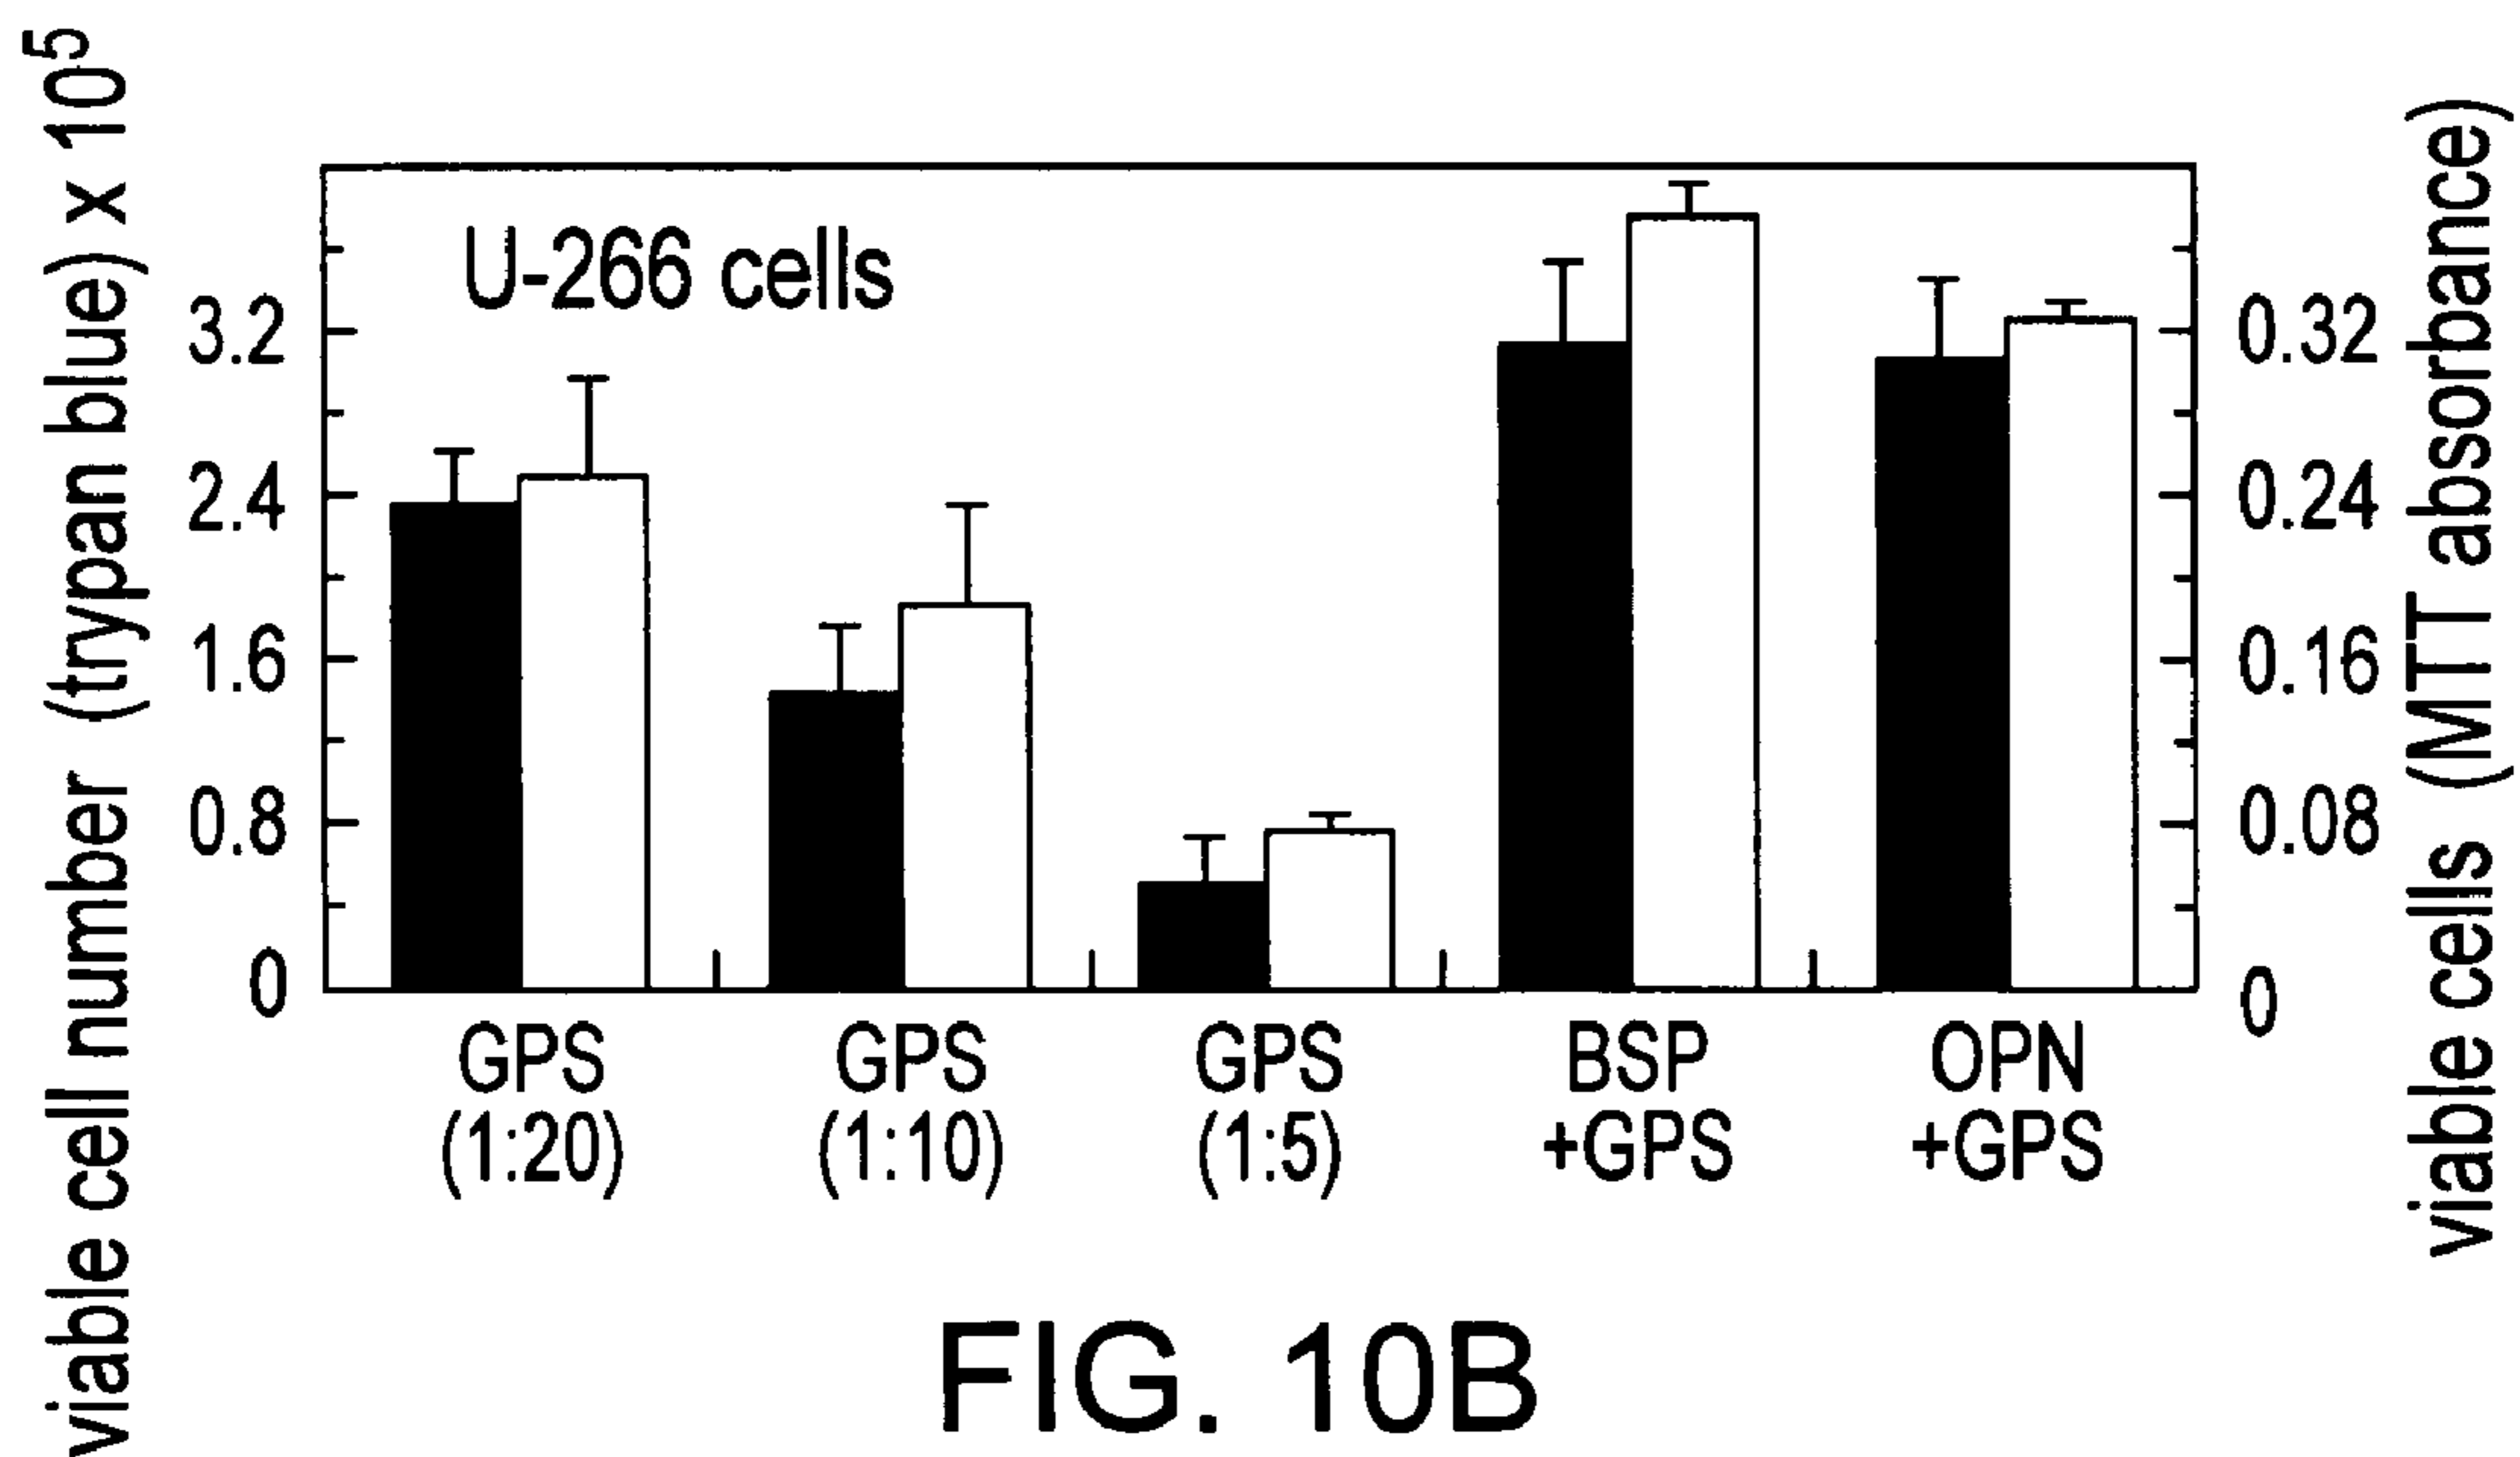 viable cell number (trypan blue) x 10⁵
U-266 cells
3.2
2.4
1.6
0.8
0
0.32
0.24
0.16
0.08
0
viable cells (MTT absorbance)
GPS GPS GPS BSP OPN
(1:20) (1:10) (1:5) +GPS +GPS
FIG. 10B